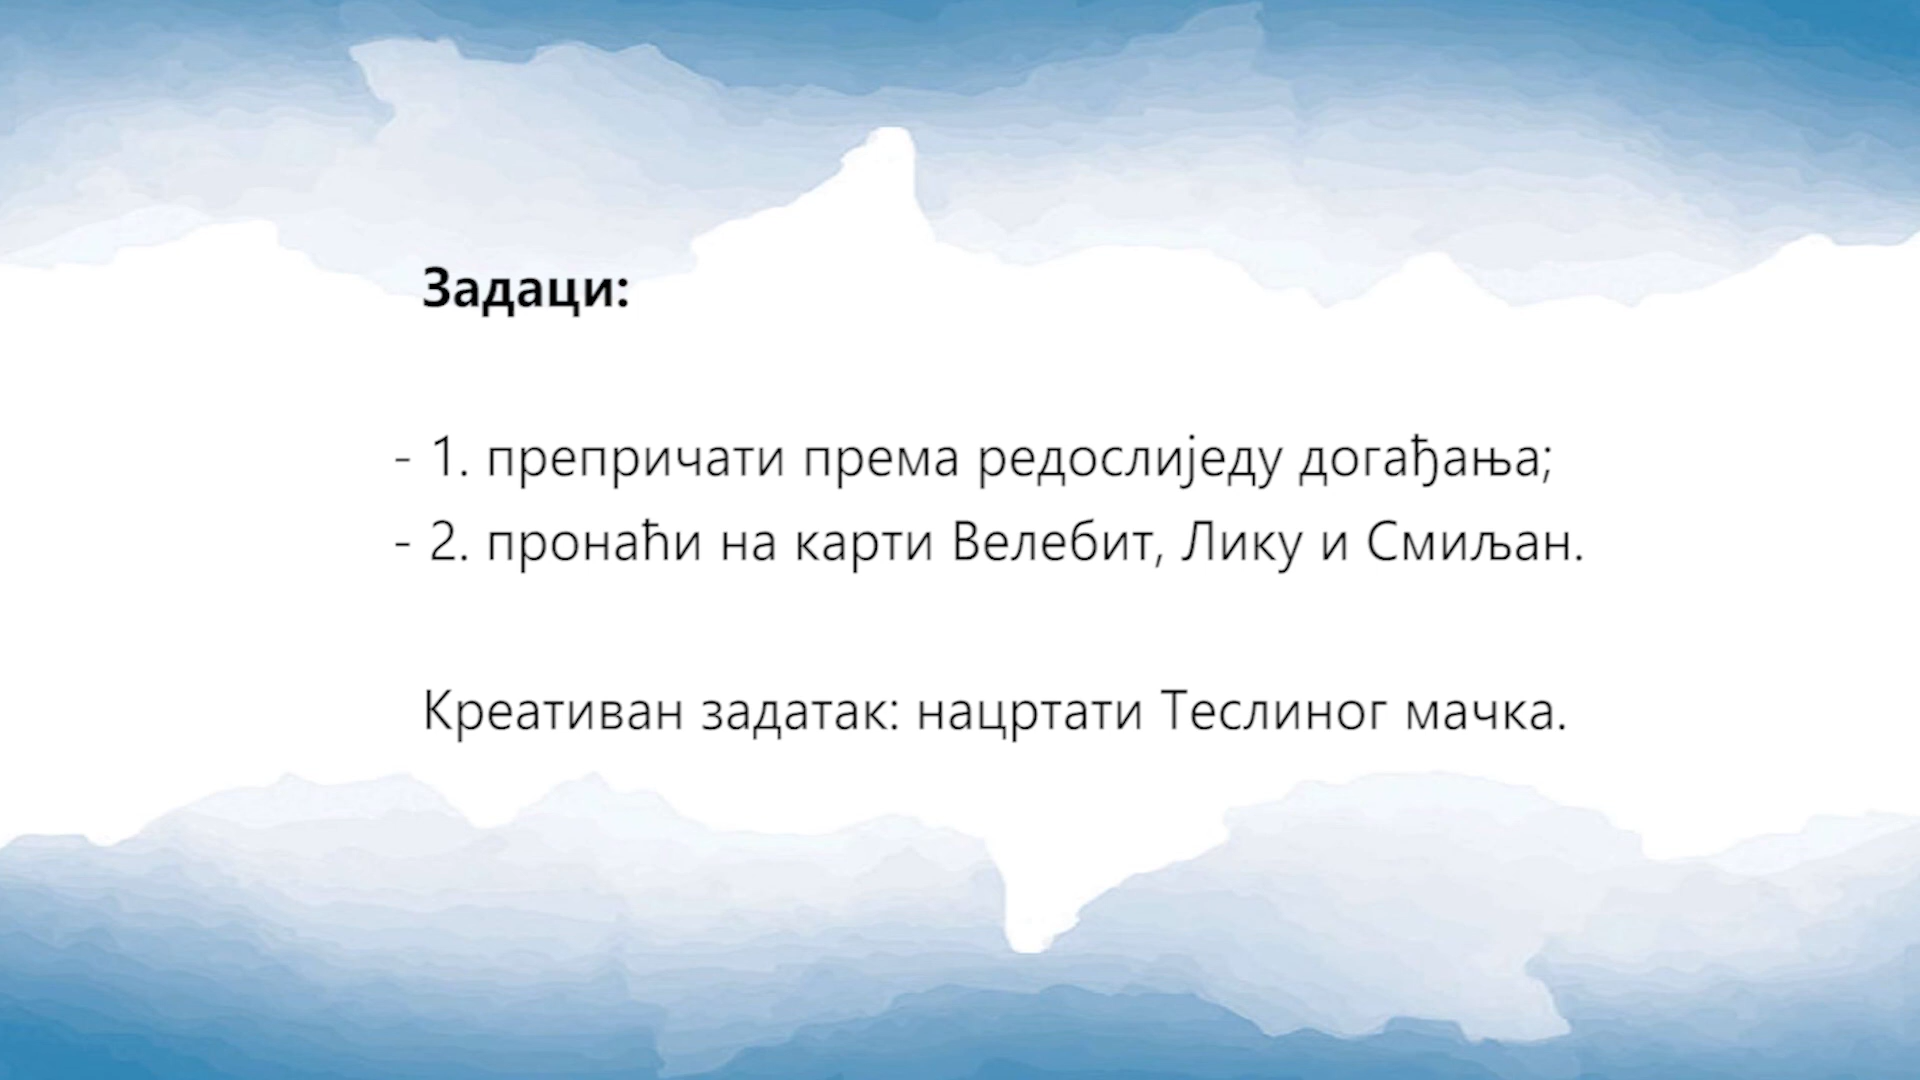 Задаци:
- 1. препричати према редослиједу догађања;
- 2. пронаћи на карти Велебит, Лику и Смиљан.
Креативан задатак: нацртати Теслиног мачка.